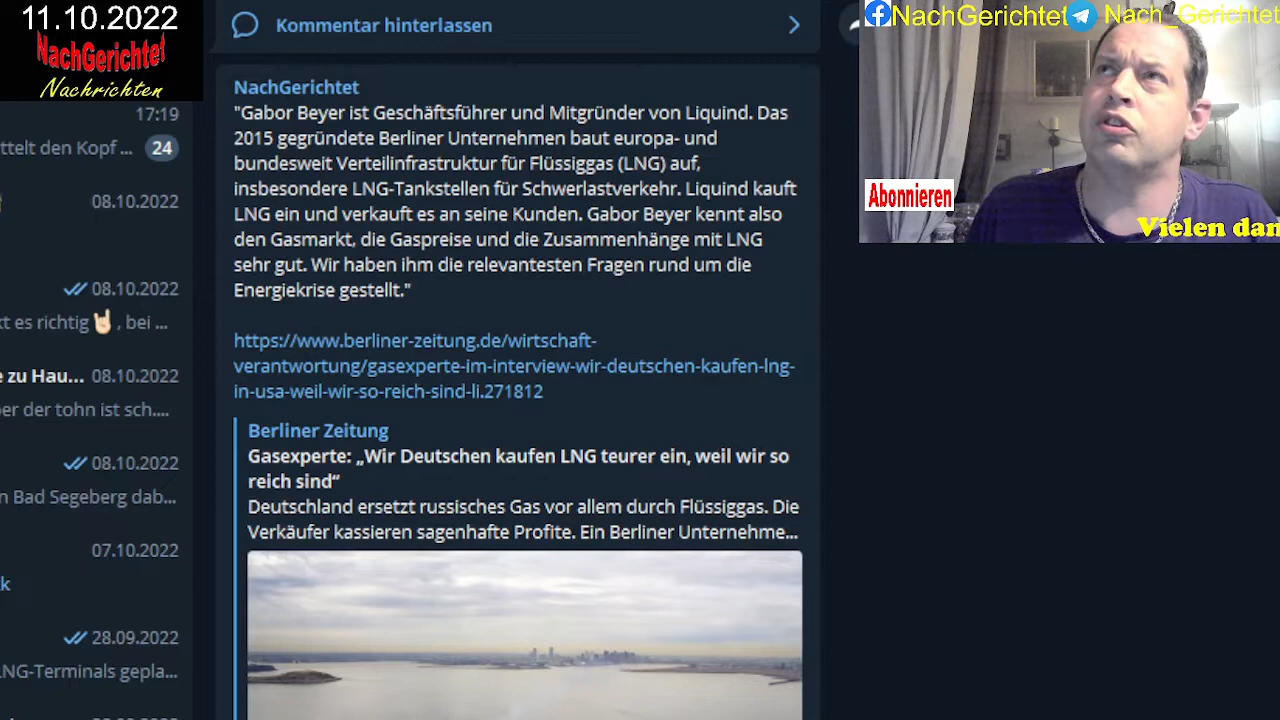 11.10.2022
NachGerichtet
Nachrichten
17:19
ttelt den Kopf ... 24
08.10.2022
08.10.2022
kt es richtig🤘🏻, bei ...
e zu Hau... 08.10.2022
per der tohn ist sch....
08.10.2022
n Bad Segeberg dab...
07.10.2022
k
28.09.2022
LNG-Terminals gepla...
Kommentar hinterlassen
NachGerichtet
"Gabor Beyer ist Geschäftsführer und Mitgründer von Liquind. Das
2015 gegründete Berliner Unternehmen baut europa- und
bundesweit Verteilinfrastruktur für Flüssiggas (LNG) auf,
insbesondere LNG-Tankstellen für Schwerlastverkehr. Liquind kauft
LNG ein und verkauft es an seine Kunden. Gabor Beyer kennt also
den Gasmarkt, die Gaspreise und die Zusammenhänge mit LNG
sehr gut. Wir haben ihm die relevantesten Fragen rund um die
Energiekrise gestellt."
https://www.berliner-zeitung.de/wirtschaft-
verantwortung/gasexperte-im-interview-wir-deutschen-kaufen-lng-
in-usa-weil-wir-so-reich-sind-li.271812
Berliner Zeitung
Gasexperte: „Wir Deutschen kaufen LNG teurer ein, weil wir so
reich sind“
Deutschland ersetzt russisches Gas vor allem durch Flüssiggas. Die
Verkäufer kassieren sagenhafte Profite. Ein Berliner Unternehme...
NachGerichtet Nach_Gerichtet
Abonnieren
Vielen dan